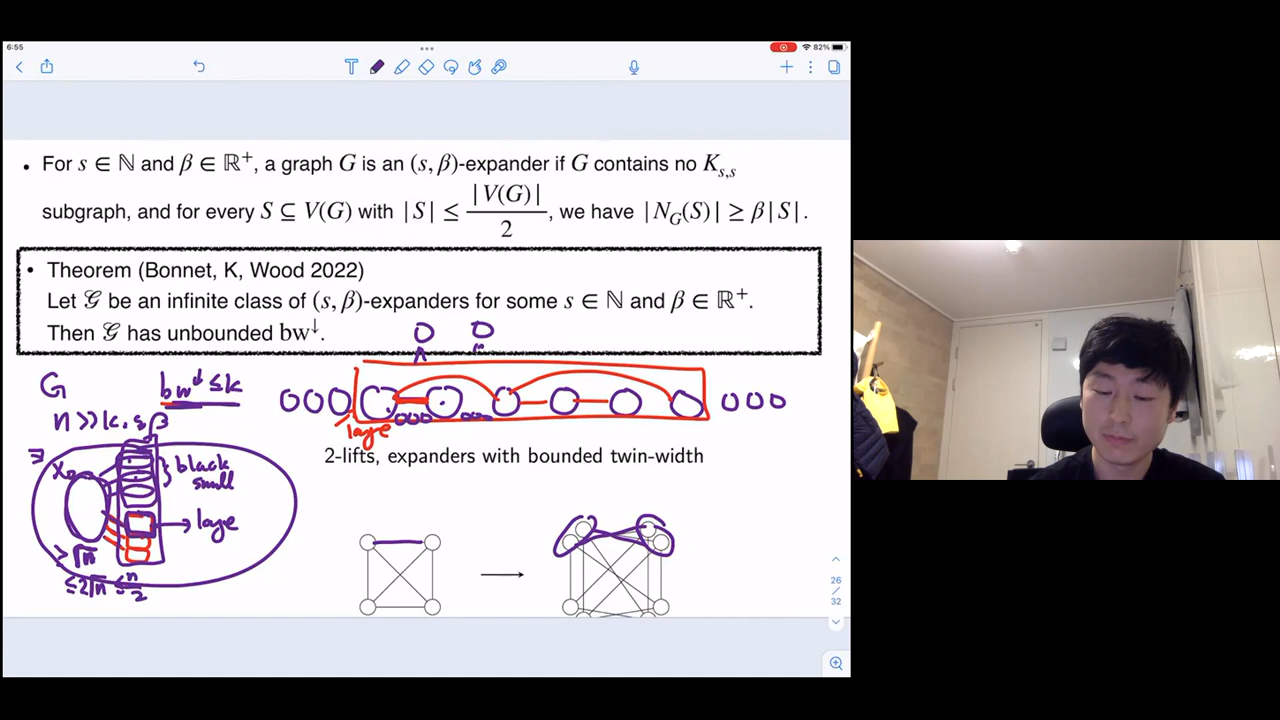 6:55
82%
• For s ∈ ℕ and β ∈ ℝ⁺, a graph G is an (s, β)-expander if G contains no K_{s,s}
subgraph, and for every S ⊆ V(G) with |S| ≤ |V(G)|/2, we have |N_G(S)| ≥ β|S|.
• Theorem (Bonnet, K, Wood 2022)
Let 𝒢 be an infinite class of (s, β)-expanders for some s ∈ ℕ and β ∈ ℝ⁺.
Then 𝒢 has unbounded bw↓.
G
bw↓ ≤ k
n >> k, s, β
large
2-lifts, expanders with bounded twin-width
∃
X
black
small
→ large
> √n
≤ 2√n ≤ n/2
26
/
32